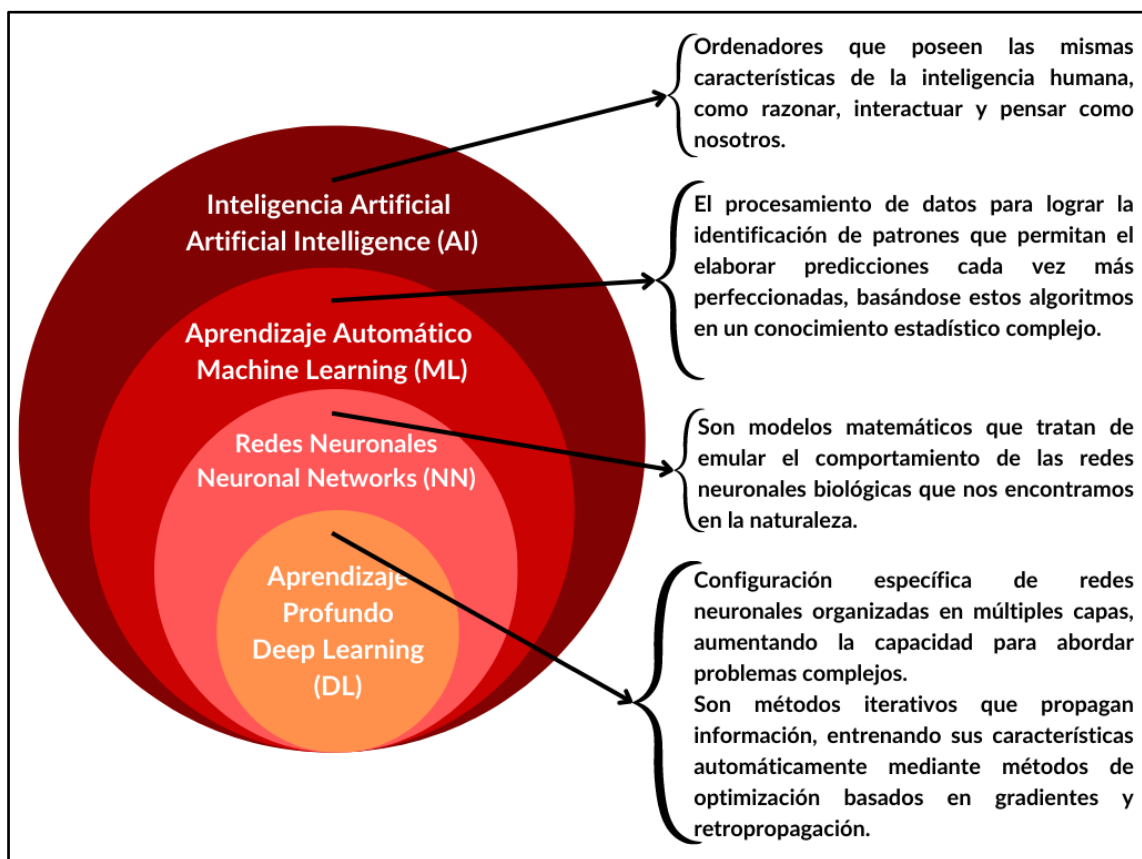 Inteligencia Artificial
Artificial Intelligence (AI)
Aprendizaje Automático
Machine Learning (ML)
Redes Neuronales
Neuronal Networks (NN)
Aprendizaje
Profundo
Deep Learning
(DL)
Ordenadores que poseen las mismas
características de la inteligencia humana,
como razonar, interactuar y pensar como
nosotros.
El procesamiento de datos para lograr la
identificación de patrones que permitan el
elaborar predicciones cada vez más
perfeccionadas, basándose estos algoritmos
en un conocimiento estadístico complejo.
Son modelos matemáticos que tratan de
emular el comportamiento de las redes
neuronales biológicas que nos encontramos
en la naturaleza.
Configuración específica de redes
neuronales organizadas en múltiples capas,
aumentando la capacidad para abordar
problemas complejos.
Son métodos iterativos que propagan
información, entrenando sus características
automáticamente mediante métodos de
optimización basados en gradientes y
retropropagación.